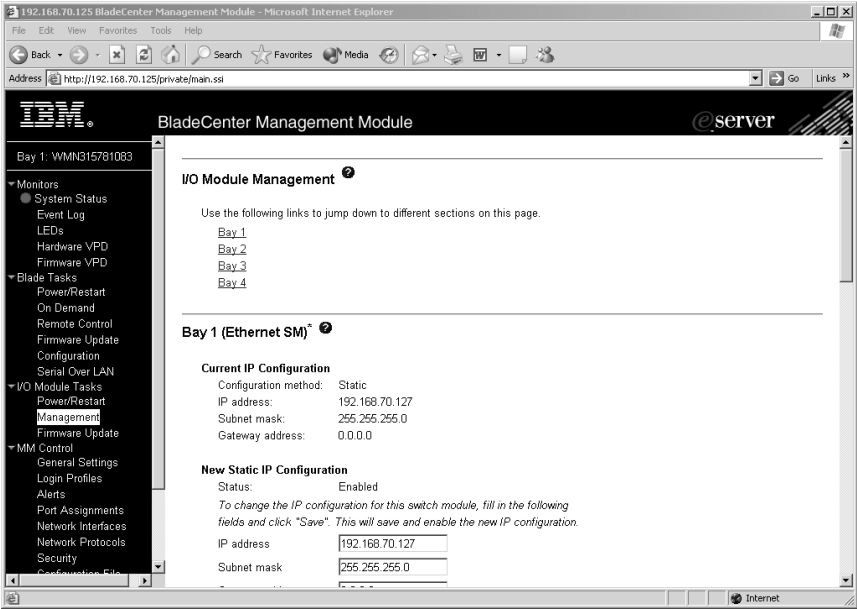 192.168.70.125 BladeCenter Management Module - Microsoft Internet Explorer
File Edit View Favorites Tools Help
Back Search Favorites Media
Address http://192.168.70.125/private/main.ssi Go Links »
IBM. BladeCenter Management Module eserver
Bay 1: WMN315781083
Monitors
System Status
Event Log
LEDs
Hardware VPD
Firmware VPD
Blade Tasks
Power/Restart
On Demand
Remote Control
Firmware Update
Configuration
Serial Over LAN
I/O Module Tasks
Power/Restart
Management
Firmware Update
MM Control
General Settings
Login Profiles
Alerts
Port Assignments
Network Interfaces
Network Protocols
Security
Configuration File
I/O Module Management ?
Use the following links to jump down to different sections on this page.
Bay 1
Bay 2
Bay 3
Bay 4
Bay 1 (Ethernet SM)* ?
Current IP Configuration
Configuration method: Static
IP address: 192.168.70.127
Subnet mask: 255.255.255.0
Gateway address: 0.0.0.0
New Static IP Configuration
Status: Enabled
To change the IP configuration for this switch module, fill in the following
fields and click "Save". This will save and enable the new IP configuration.
IP address 192.168.70.127
Subnet mask 255.255.255.0
Internet